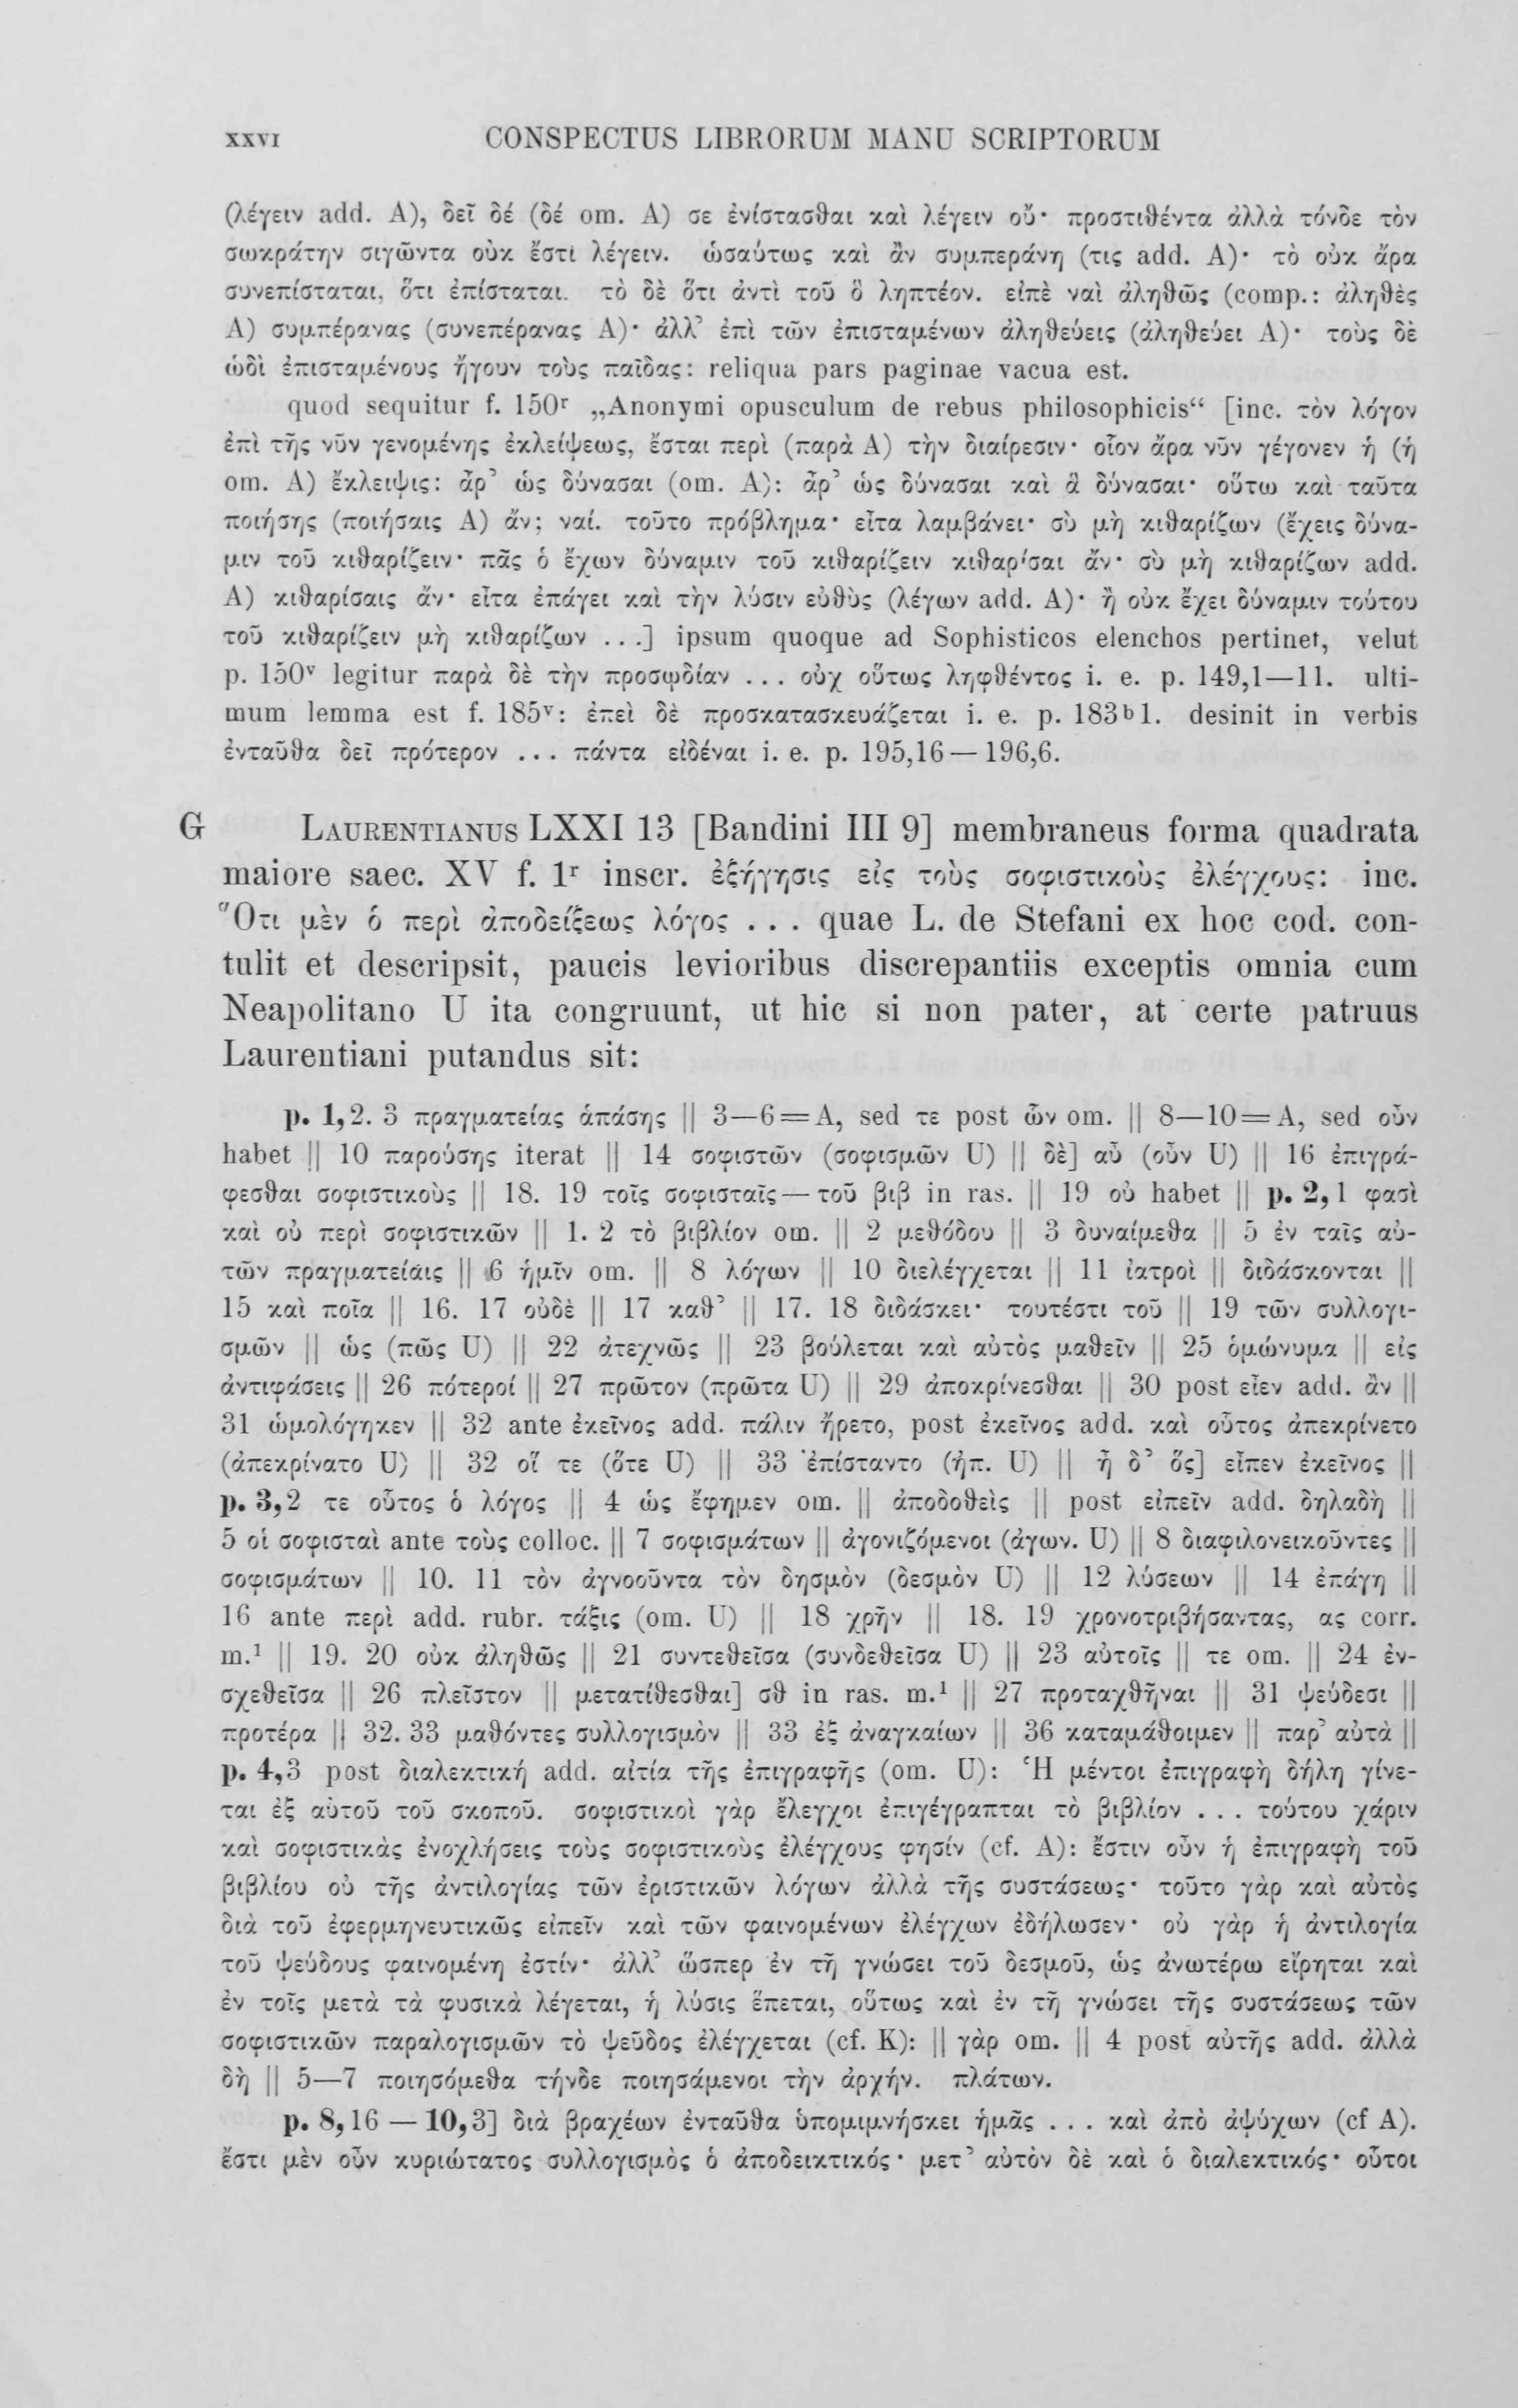 XXVI CONSPECTUS LIBRORUM MANU SCRIPTORUM
(λέγειν add. A), δεῖ δέ (δέ om. A) σε ἐνίστασθαι καὶ λέγειν οὔ· προστιθέντα ἀλλὰ τόνδε τὸν
σωκράτην σιγῶντα οὐκ ἔστι λέγειν. ὡσαύτως καὶ ἂν συμπεράνη (τις add. A)· τὸ οὐκ ἄρα
συνεπίσταται, ὅτι ἐπίσταται. τὸ δὲ ὅτι ἀντὶ τοῦ ὃ ληπτέον. εἰπὲ ναὶ ἀληθῶς (comp.: ἀληθὲς
A) συμπέρανας (συνεπέρανας A)· ἀλλ’ ἐπὶ τῶν ἐπισταμένων ἀληθεύεις (ἀληθεύει A)· τοὺς δὲ
ὡδὶ ἐπισταμένους ἤγουν τοὺς παῖδας: reliqua pars paginae vacua est.
quod sequitur f. 150r „Anonymi opusculum de rebus philosophicis“ [inc. τὸν λόγον
ἐπὶ τῆς νῦν γενομένης ἐκλείψεως, ἔσται περὶ (παρὰ A) τὴν διαίρεσιν· οἷον ἄρα νῦν γέγονεν ἡ (ἡ
om. A) ἔκλειψις: ἆρ’ ὡς δύνασαι (om. A): ἆρ’ ὡς δύνασαι καὶ ἃ δύνασαι· οὕτω καὶ ταῦτα
ποιήσης (ποιήσαις A) ἄν; ναί. τοῦτο πρόβλημα· εἶτα λαμβάνει· σὺ μὴ κιθαρίζων (ἔχεις δύνα-
μιν τοῦ κιθαρίζειν· πᾶς ὁ ἔχων δύναμιν τοῦ κιθαρίζειν κιθαρίσαι ἄν· σὺ μὴ κιθαρίζων add.
A) κιθαρίσαις ἄν· εἶτα ἐπάγει καὶ τὴν λύσιν εὐθὺς (λέγων add. A)· ἢ οὐκ ἔχει δύναμιν τούτου
τοῦ κιθαρίζειν μὴ κιθαρίζων ...] ipsum quoque ad Sophisticos elenchos pertinet, velut
p. 150v legitur παρὰ δὲ τὴν προσῳδίαν ... οὐχ οὕτως ληφθέντος i. e. p. 149,1—11. ulti-
mum lemma est f. 185v: ἐπεὶ δὲ προσκατασκευάζεται i. e. p. 183b1. desinit in verbis
ἐνταῦθα δεῖ πρότερον ... πάντα εἰδέναι i. e. p. 195,16 — 196,6.
G LAURENTIANUS LXXI 13 [Bandini III 9] membraneus forma quadrata
maiore saec. XV f. 1r inscr. ἐξήγησις εἰς τοὺς σοφιστικοὺς ἐλέγχους: inc.
Ὅτι μὲν ὁ περὶ ἀποδείξεως λόγος ... quae L. de Stefani ex hoc cod. con-
tulit et descripsit, paucis levioribus discrepantiis exceptis omnia cum
Neapolitano U ita congruunt, ut hic si non pater, at certe patruus
Laurentiani putandus sit:
p. 1,2. 3 πραγματείας ἁπάσης || 3—6 = A, sed τε post ὧν om. || 8—10 = A, sed οὖν
habet || 10 παρούσης iterat || 14 σοφιστῶν (σοφισμῶν U) || δὲ] αὖ (οὖν U) || 16 ἐπιγρά-
φεσθαι σοφιστικοὺς || 18. 19 τοῖς σοφισταῖς — τοῦ βιβ in ras. || 19 οὐ habet || p. 2,1 φασὶ
καὶ οὐ περὶ σοφιστικῶν || 1. 2 τὸ βιβλίον om. || 2 μεθόδου || 3 δυναίμεθα || 5 ἐν ταῖς αὐ-
τῶν πραγματείαις || 6 ἡμῖν om. || 8 λόγων || 10 διελέγχεται || 11 ἰατροὶ || διδάσκονται ||
15 καὶ ποῖα || 16. 17 οὐδὲ || 17 καθ’ || 17. 18 διδάσκει· τουτέστι τοῦ || 19 τῶν συλλογι-
σμῶν || ὡς (πῶς U) || 22 ἀτεχνῶς || 23 βούλεται καὶ αὐτὸς μαθεῖν || 25 ὁμώνυμα || εἰς
ἀντιφάσεις || 26 πότεροί || 27 πρῶτον (πρῶτα U) || 29 ἀποκρίνεσθαι || 30 post εἶεν add. ἂν ||
31 ὡμολόγηκεν || 32 ante ἐκεῖνος add. πάλιν ἤρετο, post ἐκεῖνος add. καὶ οὗτος ἀπεκρίνετο
(ἀπεκρίνατο U) || 32 οἵ τε (ὅτε U) || 33 ἐπίσταντο (ἠπ. U) || ἦ δ’ ὅς] εἶπεν ἐκεῖνος ||
p. 3,2 τε οὗτος ὁ λόγος || 4 ὡς ἔφημεν om. || ἀποδοθεὶς || post εἰπεῖν add. δηλαδὴ ||
5 οἱ σοφισταὶ ante τοὺς colloc. || 7 σοφισμάτων || ἀγονιζόμενοι (ἀγων. U) || 8 διαφιλονεικοῦντες ||
σοφισμάτων || 10. 11 τὸν ἀγνοοῦντα τὸν δησμὸν (δεσμὸν U) || 12 λύσεων || 14 ἐπάγη ||
16 ante περὶ add. rubr. τάξις (om. U) || 18 χρῆν || 18. 19 χρονοτριβήσαντας, ας corr.
m.1 || 19. 20 οὐκ ἀληθῶς || 21 συντεθεῖσα (συνδεθεῖσα U) || 23 αὐτοῖς || τε om. || 24 ἐν-
σχεθεῖσα || 26 πλεῖστον || μετατίθεσθαι] σθ in ras. m.1 || 27 προταχθῆναι || 31 ψεύδεσι ||
προτέρα || 32. 33 μαθόντες συλλογισμὸν || 33 ἐξ ἀναγκαίων || 36 καταμάθοιμεν || παρ’ αὐτὰ ||
p. 4,3 post διαλεκτική add. αἰτία τῆς ἐπιγραφῆς (om. U): Ἡ μέντοι ἐπιγραφὴ δήλη γίνε-
ται ἐξ αὐτοῦ τοῦ σκοποῦ. σοφιστικοὶ γὰρ ἔλεγχοι ἐπιγέγραπται τὸ βιβλίον ... τούτου χάριν
καὶ σοφιστικὰς ἐνοχλήσεις τοὺς σοφιστικοὺς ἐλέγχους φησίν (cf. A): ἔστιν οὖν ἡ ἐπιγραφὴ τοῦ
βιβλίου οὐ τῆς ἀντιλογίας τῶν ἐριστικῶν λόγων ἀλλὰ τῆς συστάσεως· τοῦτο γὰρ καὶ αὐτὸς
διὰ τοῦ ἐφερμηνευτικῶς εἰπεῖν καὶ τῶν φαινομένων ἐλέγχων ἐδήλωσεν· οὐ γὰρ ἡ ἀντιλογία
τοῦ ψεύδους φαινομένη ἐστίν· ἀλλ’ ὥσπερ ἐν τῇ γνώσει τοῦ δεσμοῦ, ὡς ἀνωτέρω εἴρηται καὶ
ἐν τοῖς μετὰ τὰ φυσικὰ λέγεται, ἡ λύσις ἕπεται, οὕτως καὶ ἐν τῇ γνώσει τῆς συστάσεως τῶν
σοφιστικῶν παραλογισμῶν τὸ ψεῦδος ἐλέγχεται (cf. K): || γὰρ om. || 4 post αὐτῆς add. ἀλλὰ
δὴ || 5—7 ποιησόμεθα τήνδε ποιησάμενοι τὴν ἀρχήν. πλάτων.
p. 8,16 — 10,3] διὰ βραχέων ἐνταῦθα ὑπομιμνήσκει ἡμᾶς ... καὶ ἀπὸ ἀψύχων (cf A).
ἔστι μὲν οὖν κυριώτατος συλλογισμὸς ὁ ἀποδεικτικός· μετ’ αὐτὸν δὲ καὶ ὁ διαλεκτικός· οὗτοι